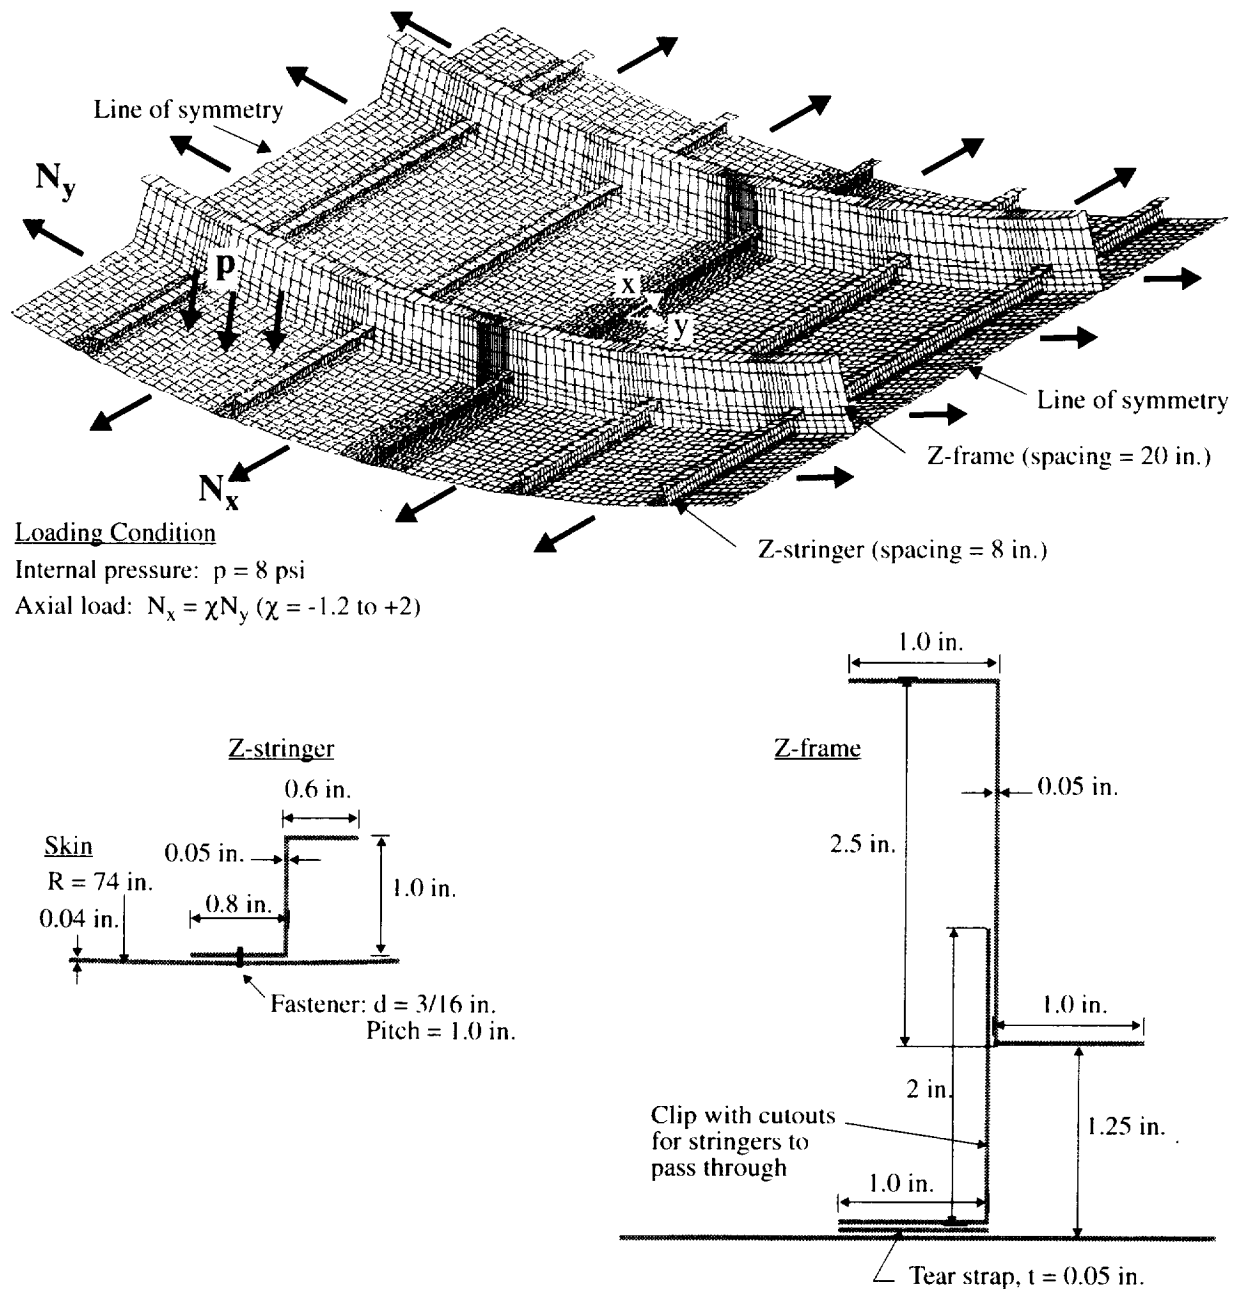 Line of symmetry
N_y
p
x
y
Line of symmetry
Z-frame (spacing = 20 in.)
N_x
Z-stringer (spacing = 8 in.)
Loading Condition
Internal pressure: p = 8 psi
Axial load: N_x = χN_y (χ = -1.2 to +2)
1.0 in.
Z-stringer
Z-frame
0.6 in.
0.05 in.
Skin
0.05 in.
2.5 in.
R = 74 in.
1.0 in.
0.8 in.
0.04 in.
Fastener: d = 3/16 in.
Pitch = 1.0 in.
1.0 in.
2 in.
Clip with cutouts
for stringers to
pass through
1.25 in.
1.0 in.
Tear strap, t = 0.05 in.